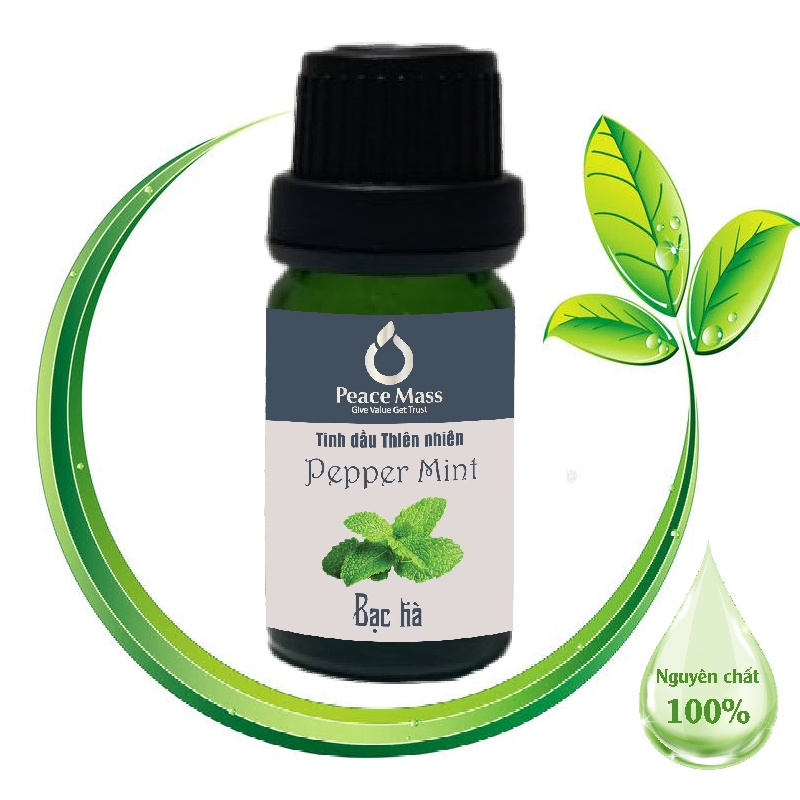 Peace Mass
Give Value Get Trust
Tinh dầu Thiên nhiên
Pepper Mint
Bạc hà
Nguyên chất
100%